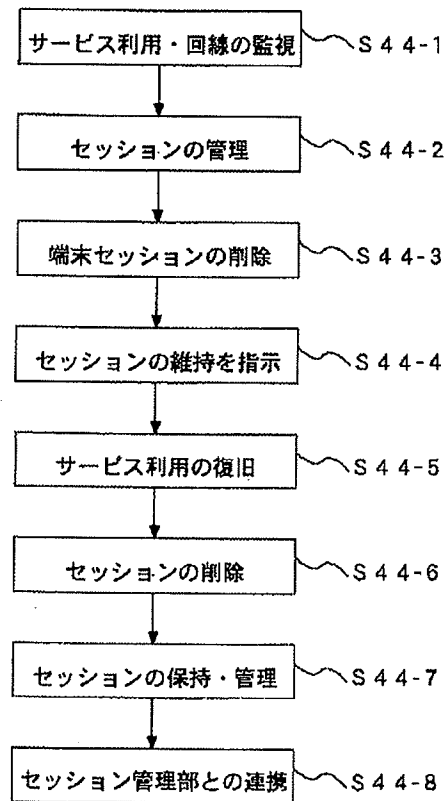 サービス利用・回線の監視 S44-1
セッションの管理 S44-2
端末セッションの削除 S44-3
セッションの維持を指示 S44-4
サービス利用の復旧 S44-5
セッションの削除 S44-6
セッションの保持・管理 S44-7
セッション管理部との連携 S44-8